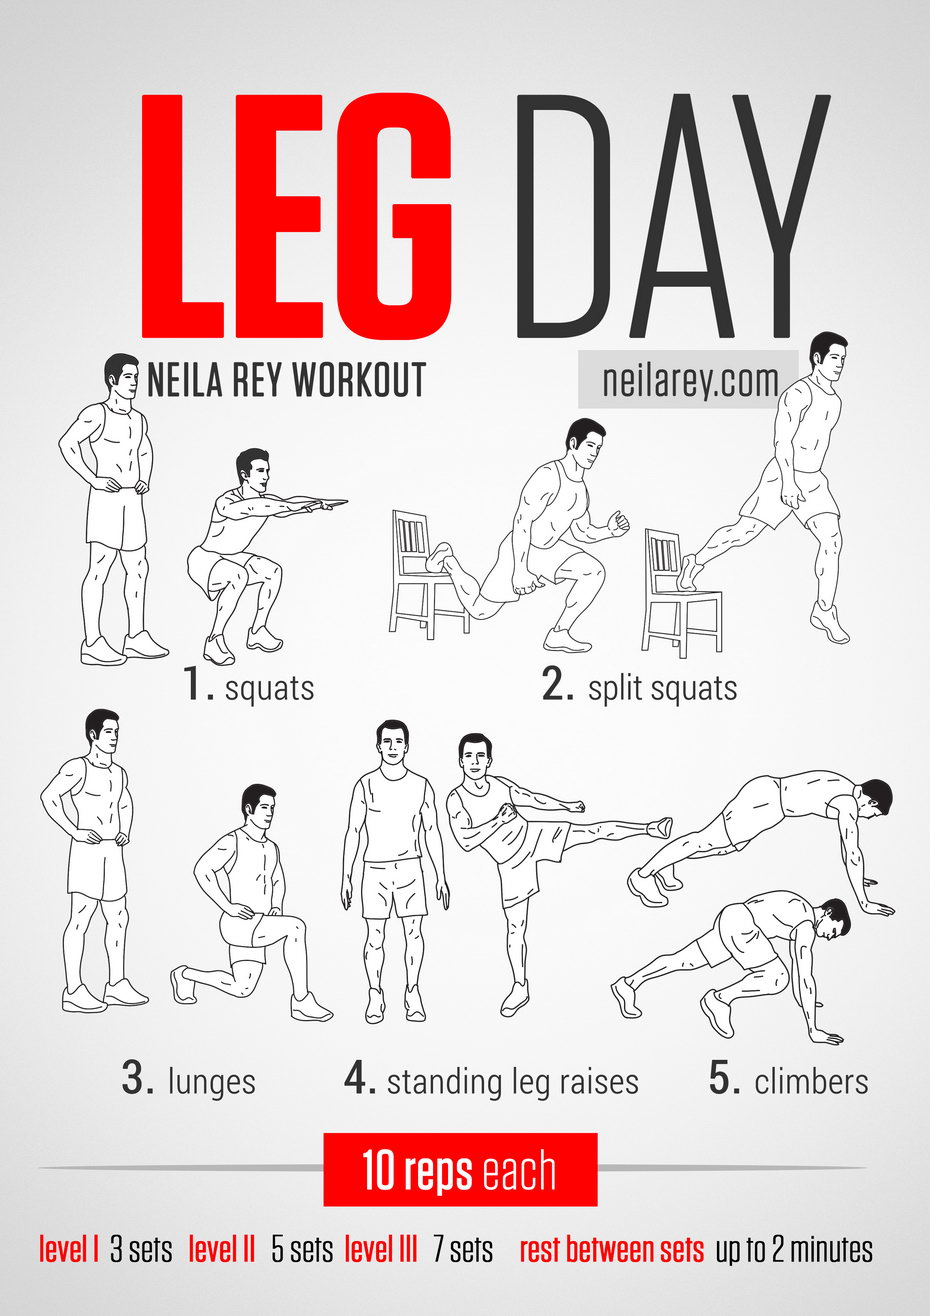 LEG DAY
NEILA REY WORKOUT
neilarey.com
1. squats
2. split squats
3. lunges
4. standing leg raises
5. climbers
10 reps each
level I 3 sets level II 5 sets level III 7 sets rest between sets up to 2 minutes